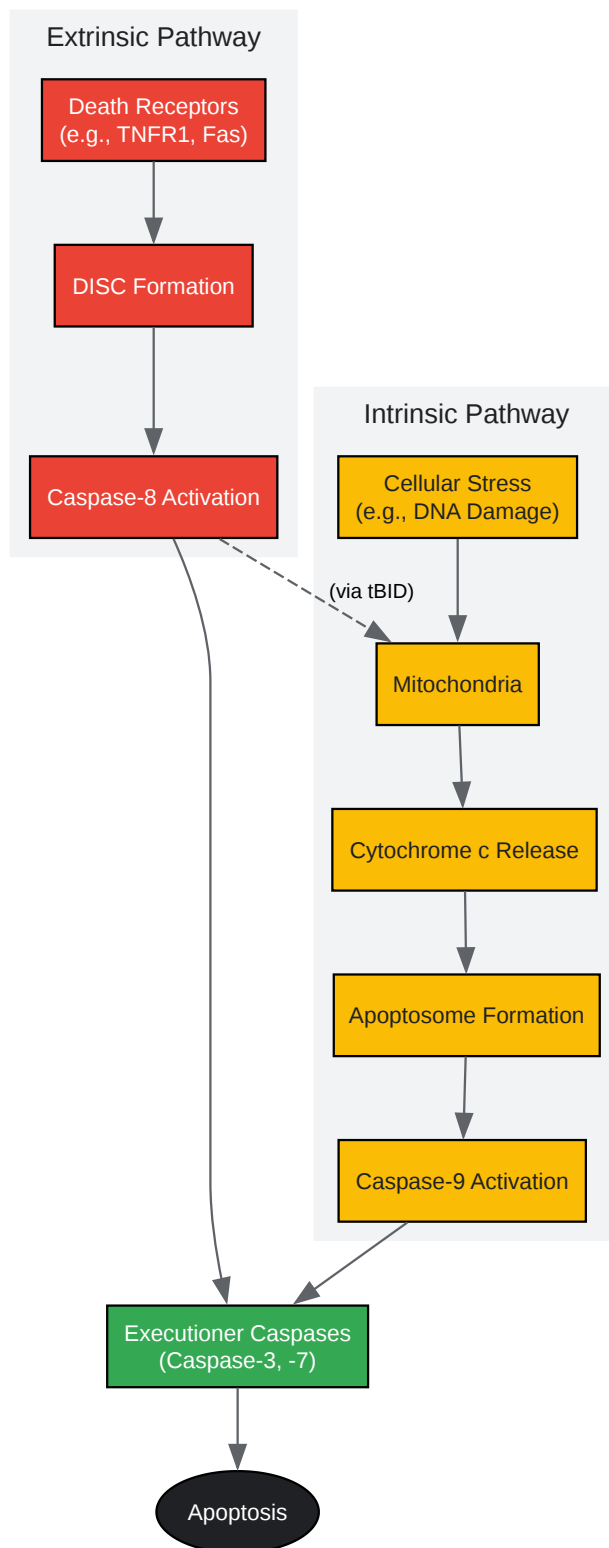 Extrinsic Pathway
Death Receptors
(e.g., TNFR1, Fas)
DISC Formation
Caspase-8 Activation
Intrinsic Pathway
Cellular Stress
(e.g., DNA Damage)
(via tBID)
Mitochondria
Cytochrome c Release
Apoptosome Formation
Caspase-9 Activation
Executioner Caspases
(Caspase-3, -7)
Apoptosis